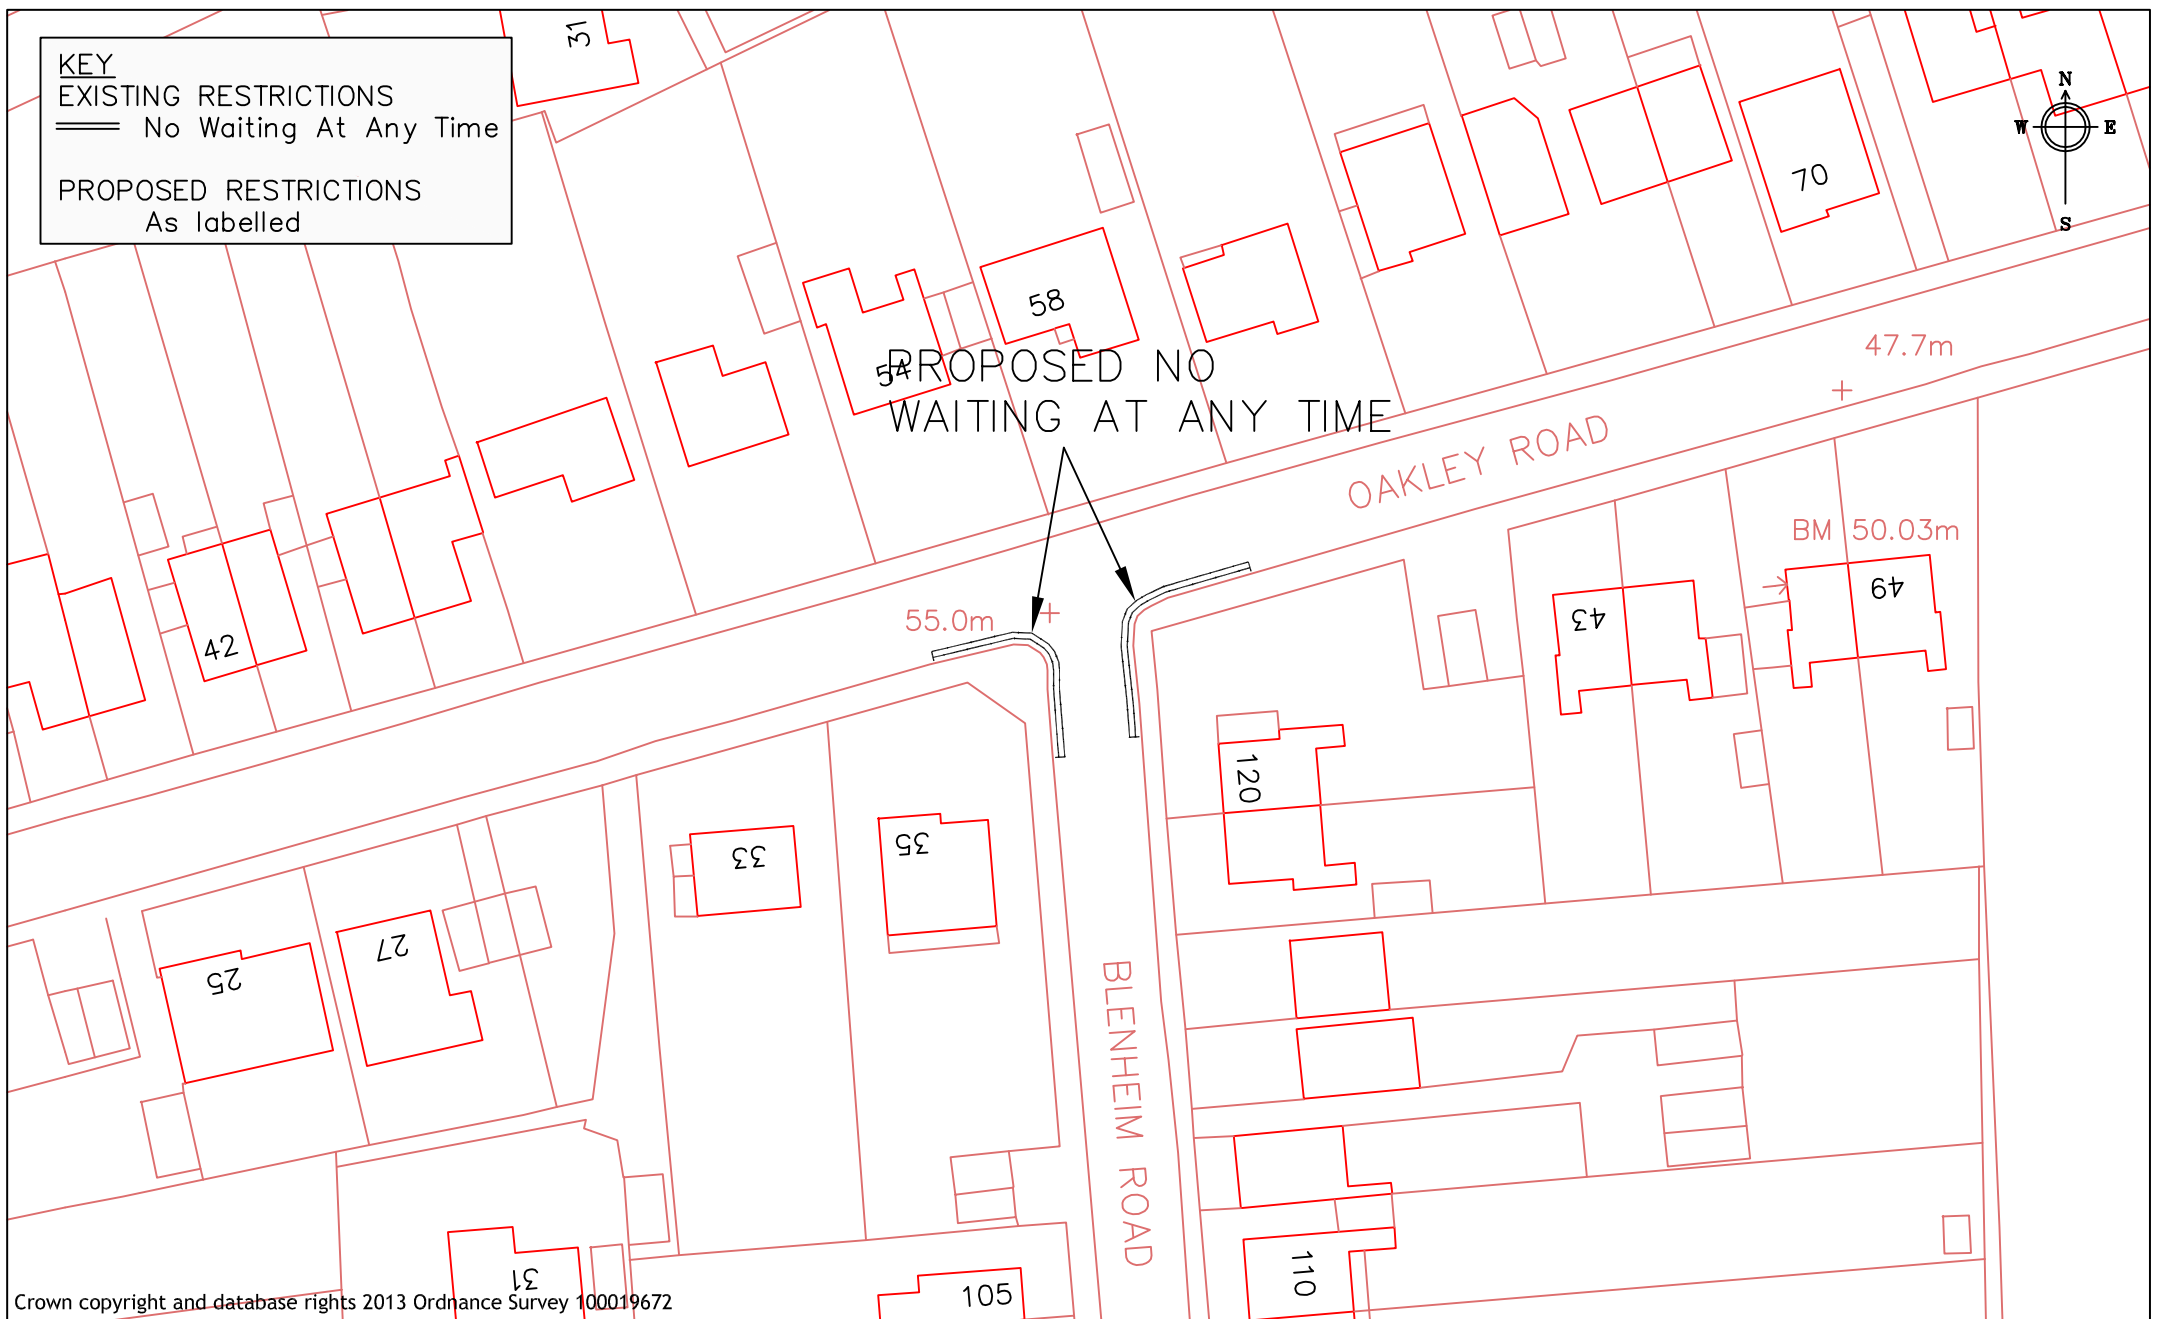 31
KEY
EXISTING RESTRICTIONS
No Waiting At Any Time
PROPOSED RESTRICTIONS
As labelled
N
W E
S
70
58
47.7m
54
PROPOSED NO
WAITING AT ANY TIME
OAKLEY ROAD
BM 50.03m
49
43
55.0m
42
120
33
35
27
25
BLENHEIM ROAD
31
105
110
Crown copyright and database rights 2013 Ordnance Survey 100019672